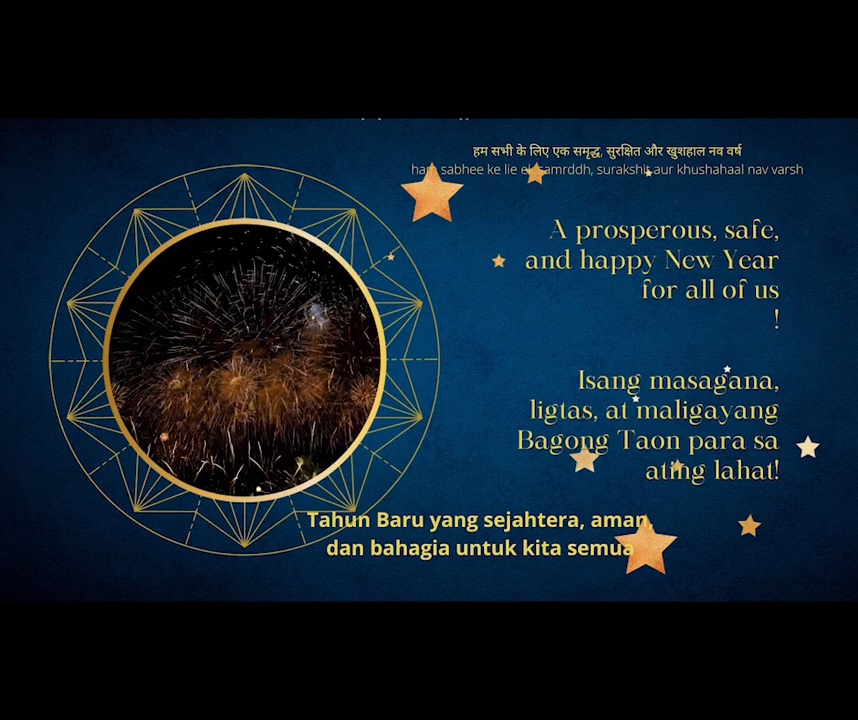 हम सभी के लिए एक समृद्ध, सुरक्षित और खुशहाल नव वर्ष
ham sabhee ke lie ek samrddh, surakshit aur khushahaal nav varsh
A prosperous, safe,
and happy New Year
for all of us
!
Isang masagana,
ligtas, at maligayang
Bagong Taon para sa
ating lahat!
Tahun Baru yang sejahtera, aman,
dan bahagia untuk kita semua